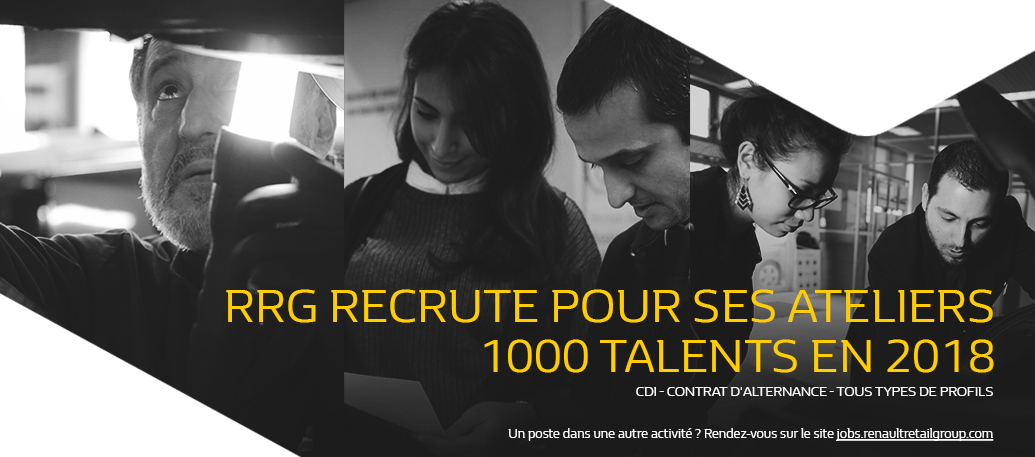 RRG RECRUTE POUR SES ATELIERS
1000 TALENTS EN 2018
CDI - CONTRAT D'ALTERNANCE - TOUS TYPES DE PROFILS
Un poste dans une autre activité ? Rendez-vous sur le site jobs.renaultretailgroup.com